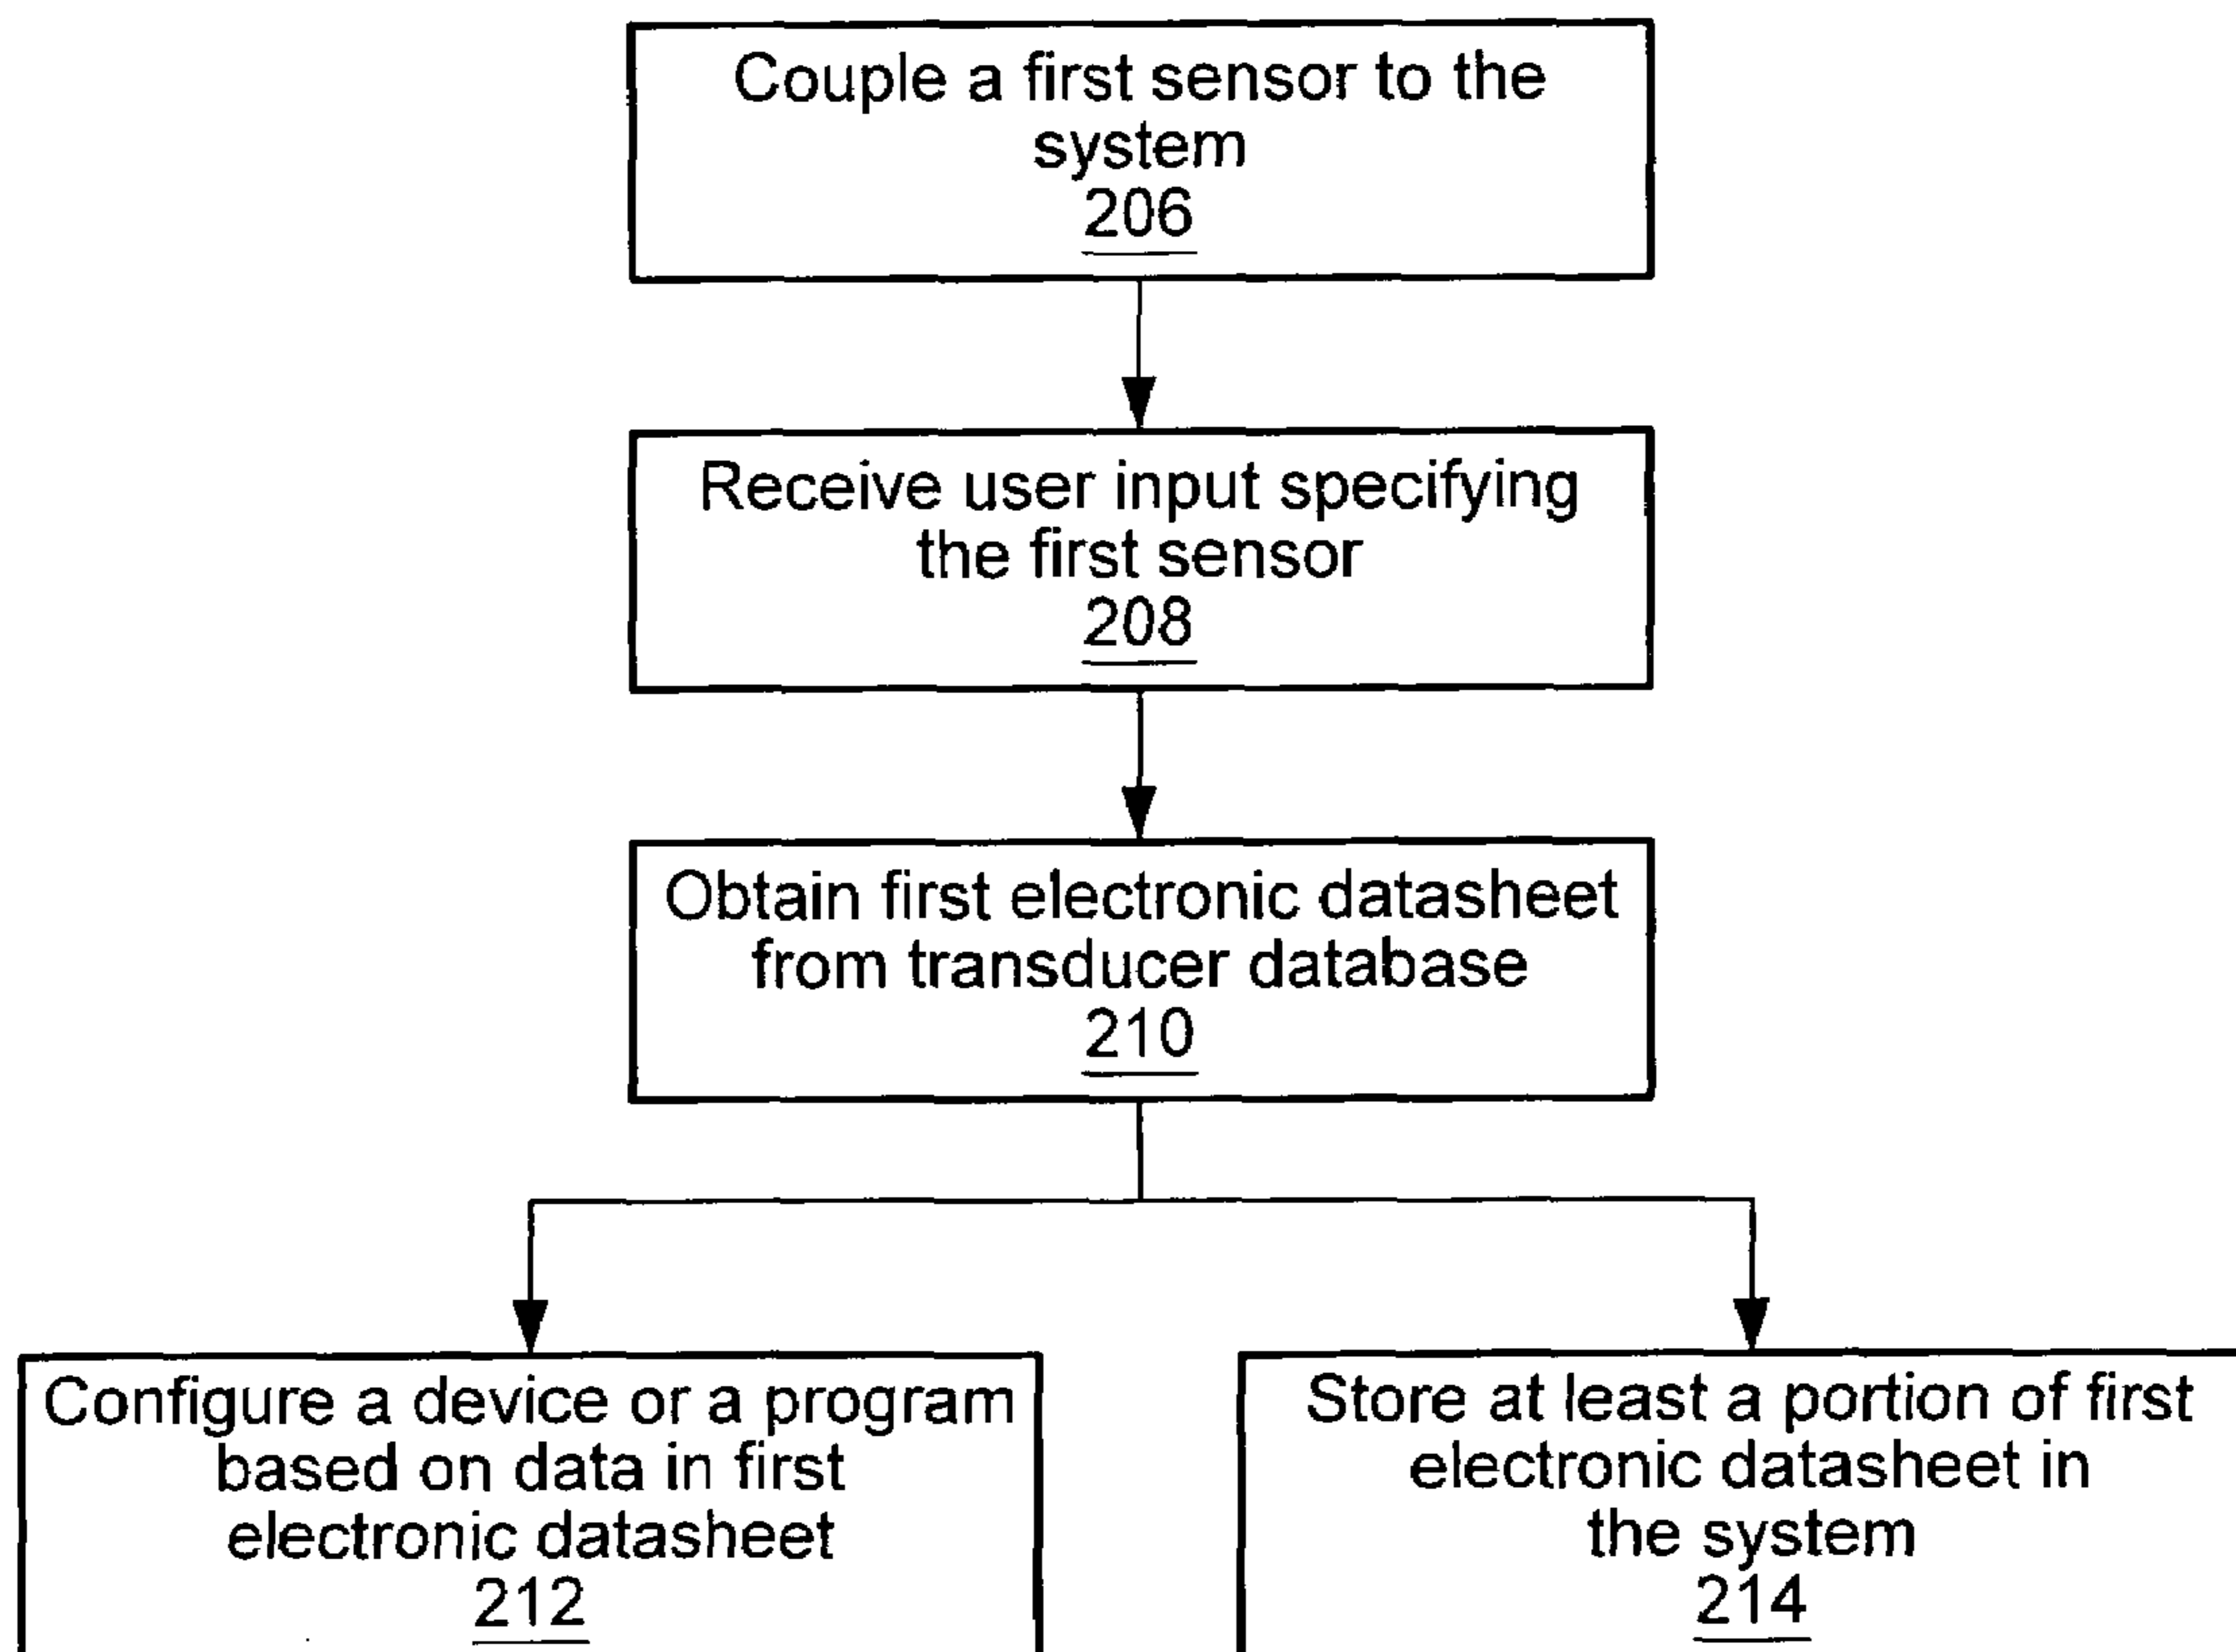 Couple a first sensor to the
system
206
Receive user input specifying
the first sensor
208
Obtain first electronic datasheet
from transducer database
210
Configure a device or a program
based on data in first
electronic datasheet
212
Store at least a portion of first
electronic datasheet in
the system
214